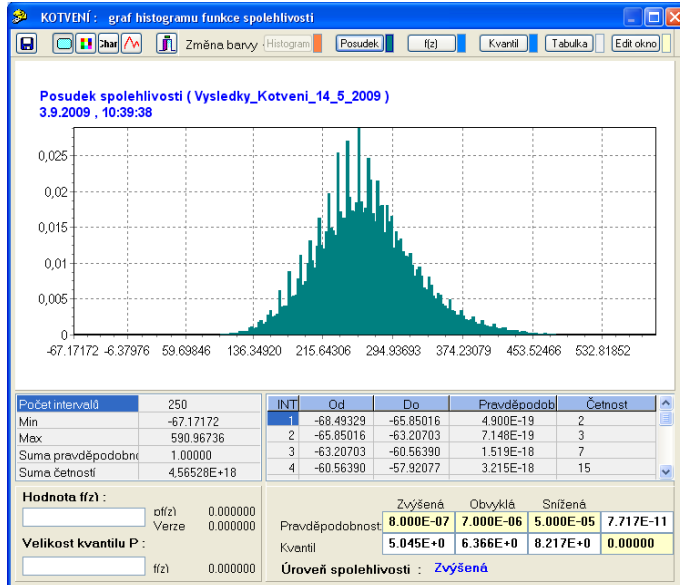 KOTVENÍ : graf histogramu funkce spolehlivosti
Char Změna barvy Histogram Posudek f(z) Kvantil Tabulka Edit okno
Posudek spolehlivosti ( Vysledky_Kotveni_14_5_2009 )
3.9.2009 , 10:39:38
0,025
0,02
0,015
0,01
0,005
0
-67.17172 -6.37976 59.69846 136.34920 215.64306 294.93693 374.23079 453.52466 532.81852
Počet intervalů 250
Min -67.17172
Max 590.96736
Suma pravděpodobno 1.00000
Suma četností 4,56528E+18
INT Od Do Pravděpodob Četnost
1 -68.49329 -65.85016 4.900E-19 2
2 -65.85016 -63.20703 7.148E-19 3
3 -63.20703 -60.56390 1.519E-18 7
4 -60.56390 -57.92077 3.215E-18 15
Hodnota f(z) :
pf(z) 0.000000
Verze 0.000000
Velikost kvantilu P :
f(z) 0.000000
Zvýšená Obvyklá Snížená
Pravděpodobnost 8.000E-07 7.000E-06 5.000E-05 7.717E-11
Kvantil 5.045E+0 6.366E+0 8.217E+0 0.00000
Úroveň spolehlivosti : Zvýšená